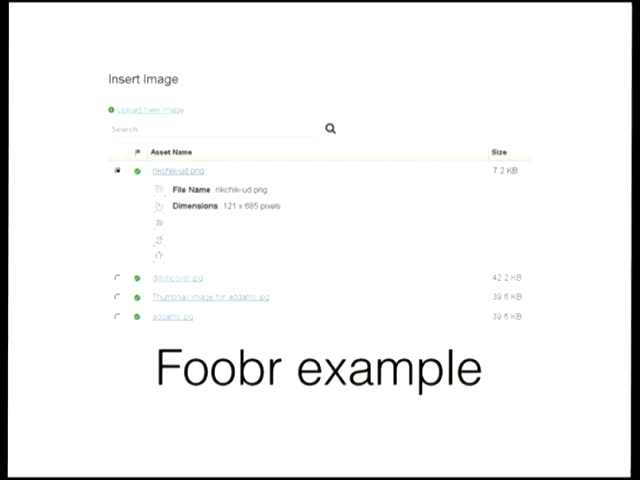 Insert Image
Upload New Image
Search
Asset Name Size
nkchik-ud.png 7.2 KB
File Name: nkchik-ud.png
Dimensions: 121 x 685 pixels
42.2 KB
Thumbnail image for addams.jpg 39.6 KB
addams.jpg 39.6 KB
Foobr example